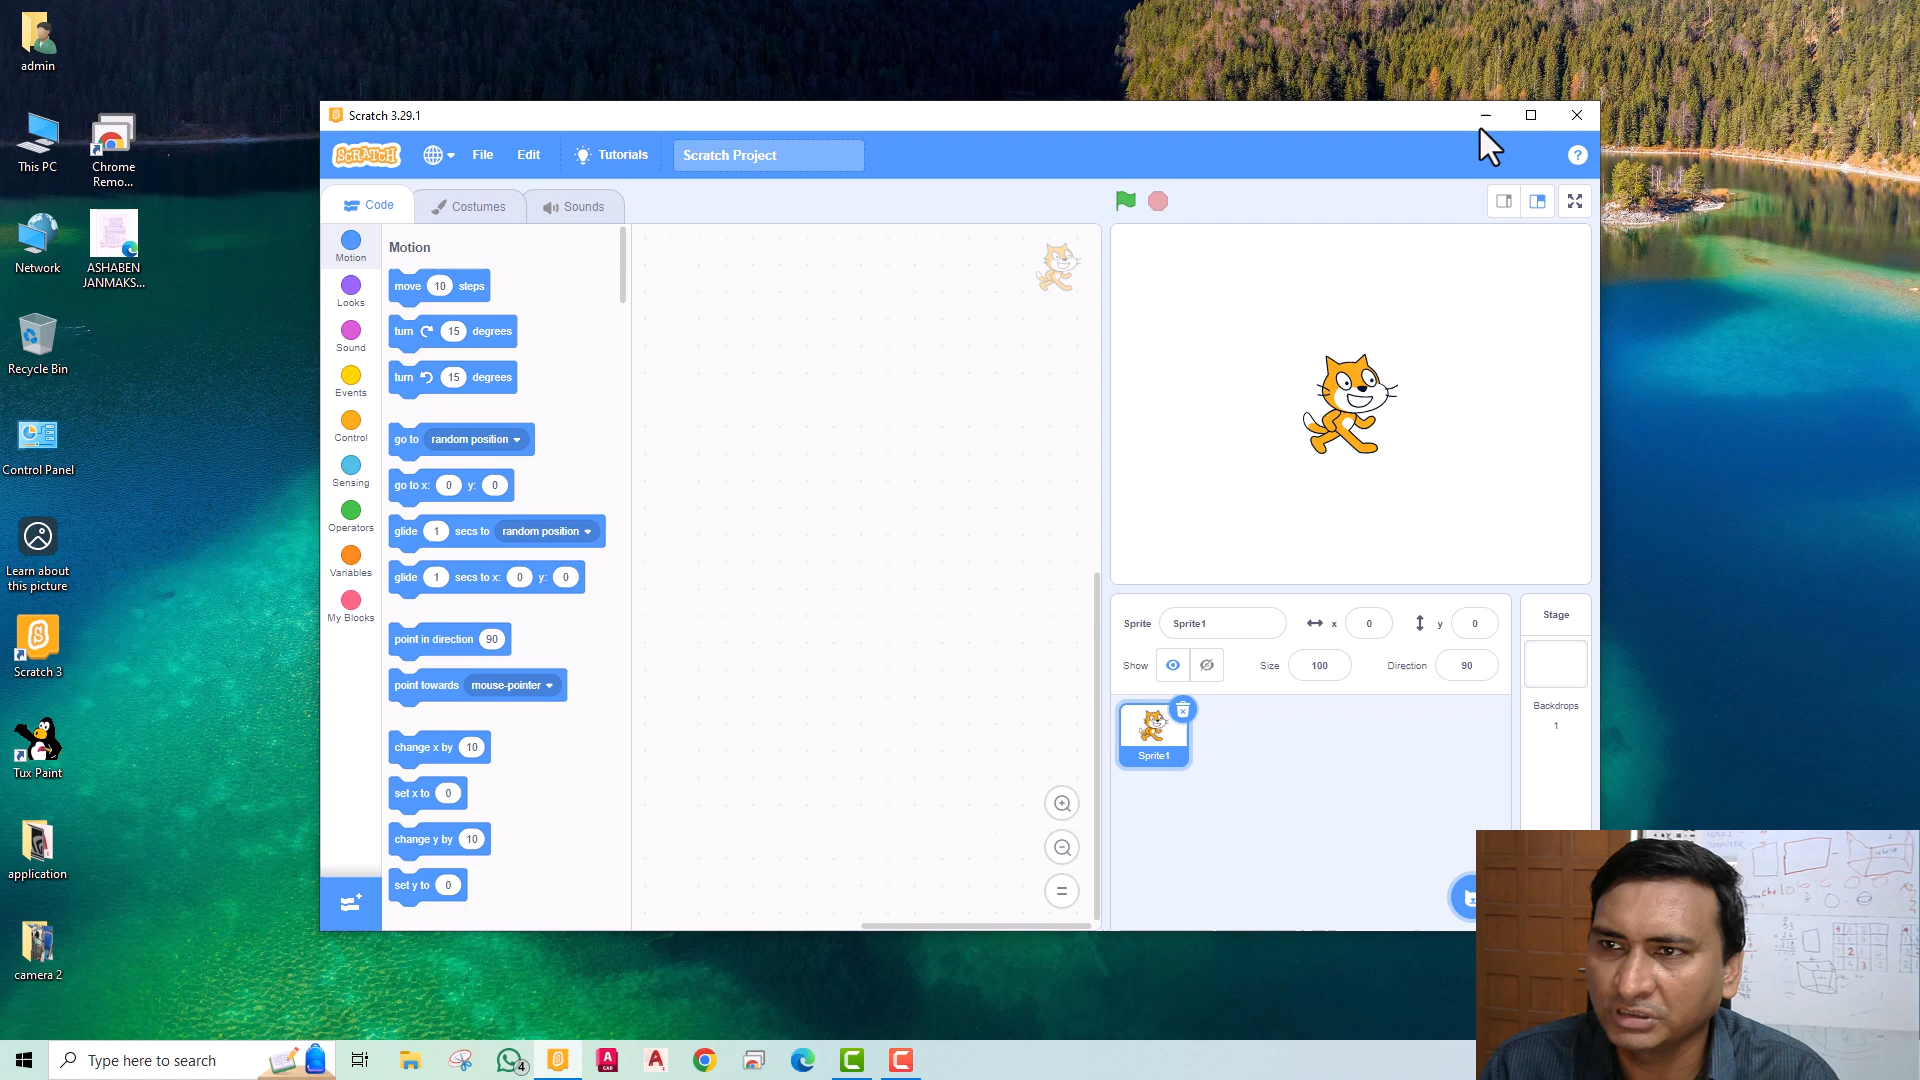 admin
This PC
Chrome
Remo...
Network
ASHABEN
JANMAKS...
Recycle Bin
Control Panel
Learn about
this picture
Scratch 3
Tux Paint
application
camera 2
Scratch 3.29.1
SCRATCH
File
Edit
Tutorials
Scratch Project
?
Code
Costumes
Sounds
Motion
Looks
Sound
Events
Control
Sensing
Operators
Variables
My Blocks
Motion
move 10 steps
turn 15 degrees
turn 15 degrees
go to random position
go to x: 0 y: 0
glide 1 secs to random position
glide 1 secs to x: 0 y: 0
point in direction 90
point towards mouse-pointer
change x by 10
set x to 0
change y by 10
set y to 0
Sprite Sprite1 x 0 y 0
Show Size 100 Direction 90
Sprite1
Stage
Backdrops
1
Type here to search
4
A
CAD
A